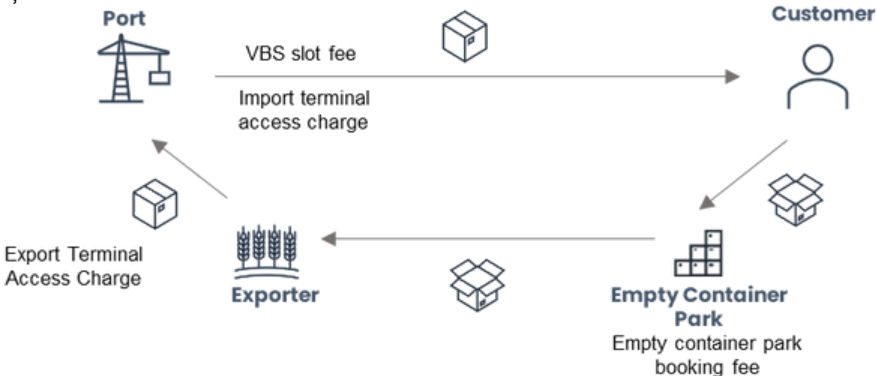 Port
Customer
VBS slot fee
Import terminal
access charge
Export Terminal
Access Charge
Exporter
Empty Container
Park
Empty container park
booking fee